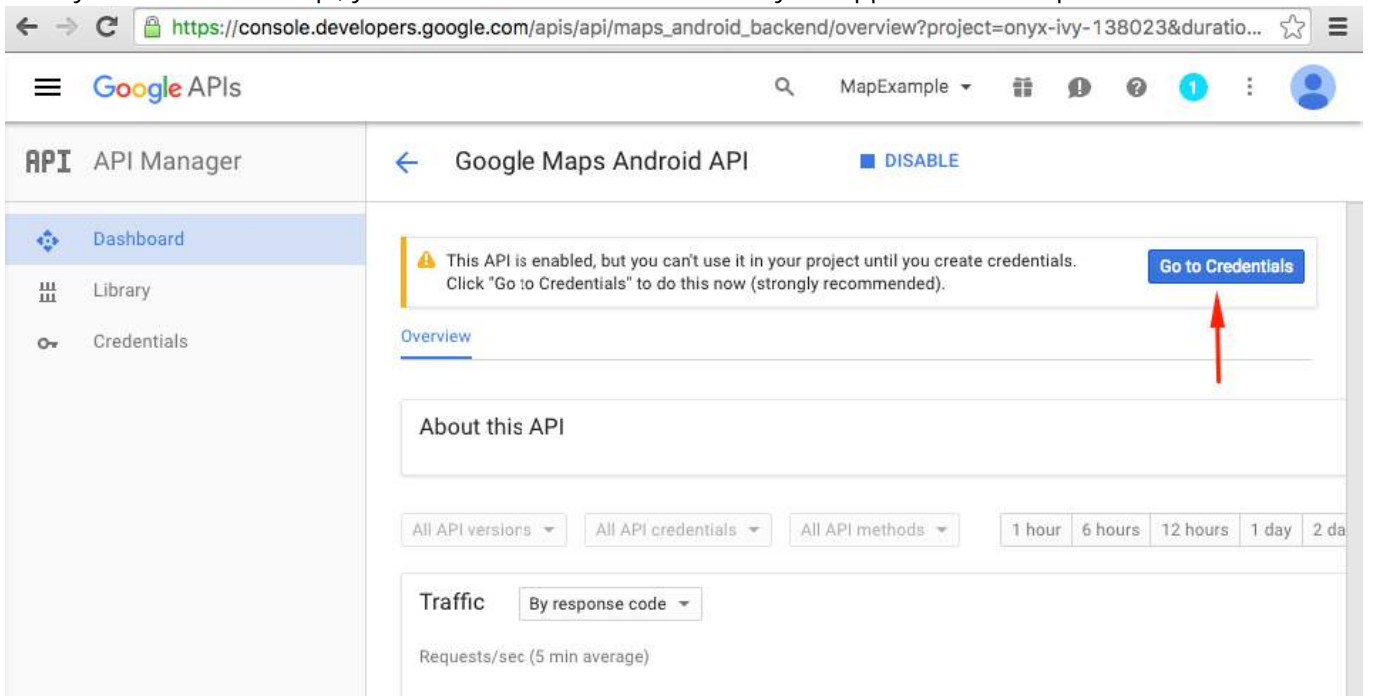 https://console.developers.google.com/apis/api/maps_android_backend/overview?project=onyx-ivy-138023&duratio...
Google APIs
MapExample
1
API API Manager
Google Maps Android API
DISABLE
Dashboard
Library
Credentials
This API is enabled, but you can't use it in your project until you create credentials.
Click "Go to Credentials" to do this now (strongly recommended).
Go to Credentials
Overview
About this API
All API versions
All API credentials
All API methods
1 hour
6 hours
12 hours
1 day
2 da
Traffic
By response code
Requests/sec (5 min average)